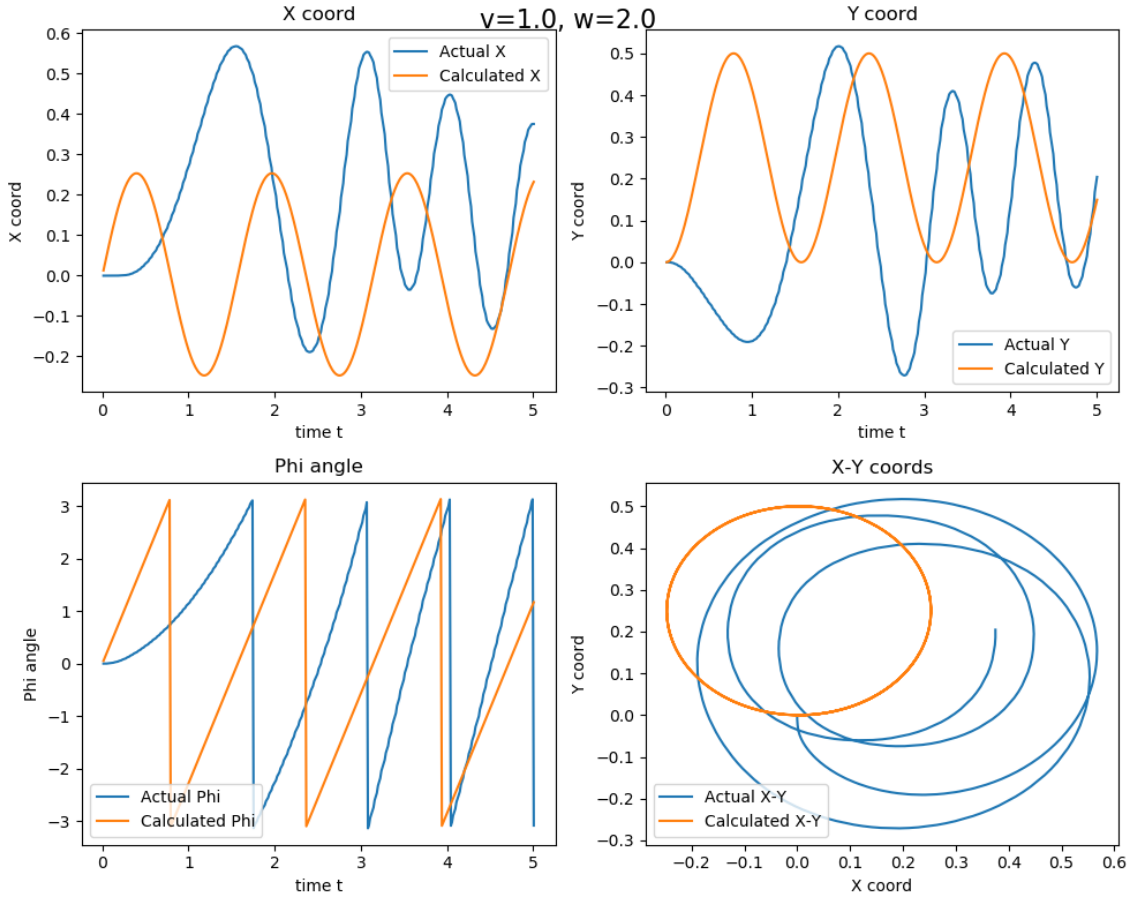 v=1.0, w=2.0
X coord
0.6
0.5
0.4
0.3
0.2
0.1
0.0
−0.1
−0.2
X coord
Actual X
Calculated X
0 1 2 3 4 5
time t
Y coord
0.5
0.4
0.3
0.2
0.1
0.0
−0.1
−0.2
−0.3
Y coord
Actual Y
Calculated Y
0 1 2 3 4 5
time t
Phi angle
3
2
1
0
−1
−2
−3
Phi angle
Actual Phi
Calculated Phi
0 1 2 3 4 5
time t
X-Y coords
0.5
0.4
0.3
0.2
0.1
0.0
−0.1
−0.2
−0.3
Y coord
Actual X-Y
Calculated X-Y
−0.2 −0.1 0.0 0.1 0.2 0.3 0.4 0.5 0.6
X coord